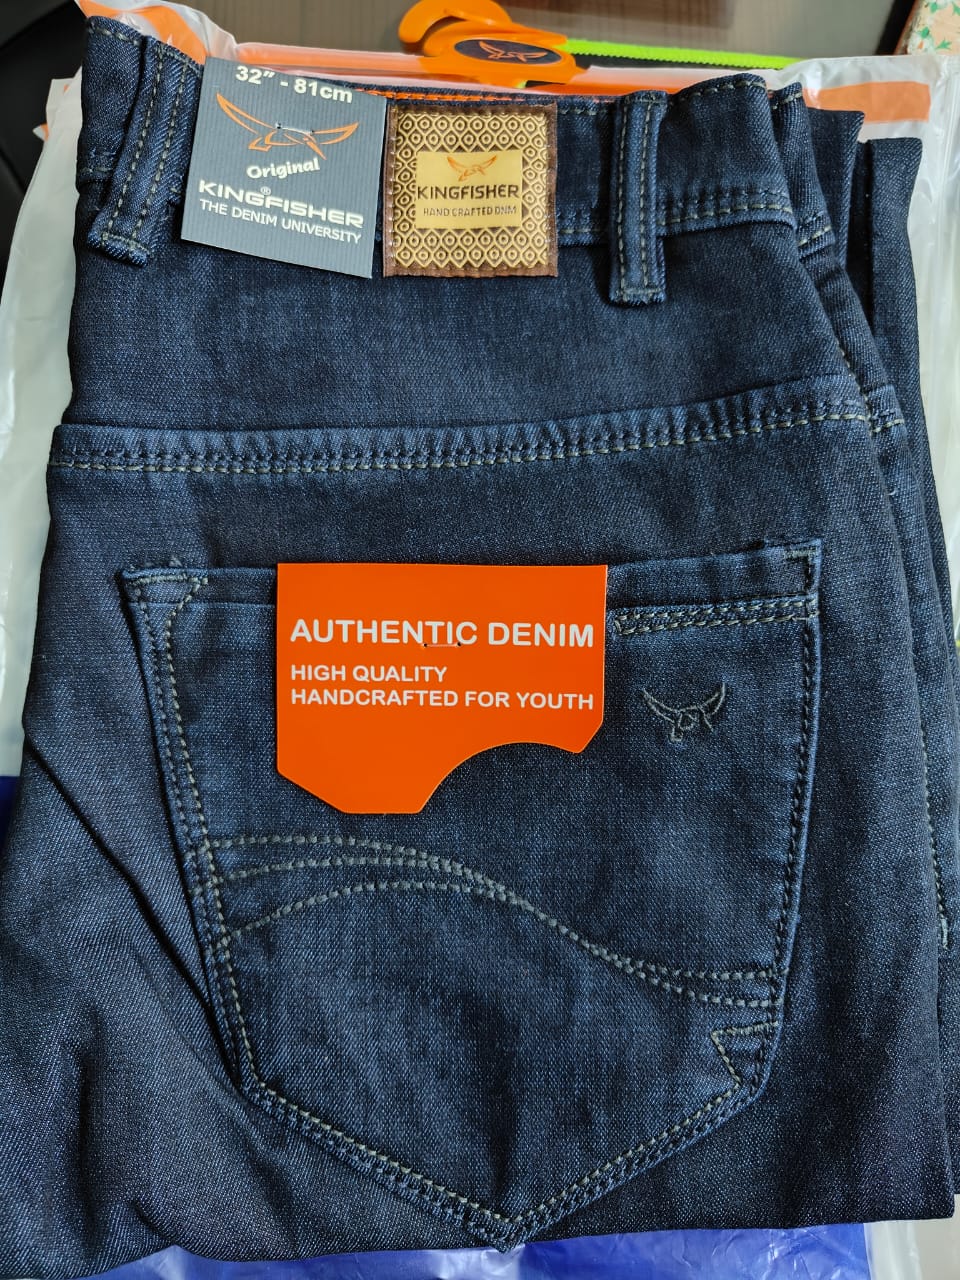 32” - 81cm
Original
KINGFISHER®
THE DENIM UNIVERSITY
KINGFISHER
HAND CRAFTED DNM
AUTHENTIC DENIM
HIGH QUALITY
HANDCRAFTED FOR YOUTH